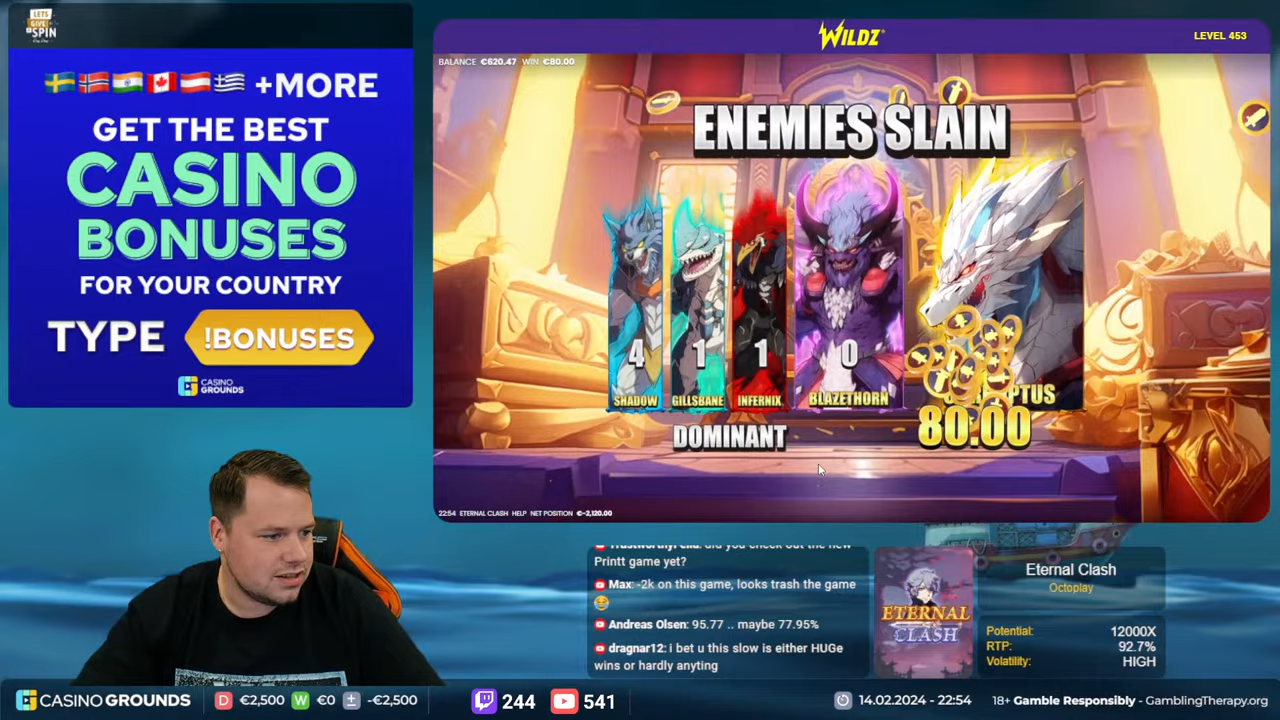 LETS
GIVE IT A
SPIN
+MORE
GET THE BEST
CASINO
BONUSES
FOR YOUR COUNTRY
TYPE !BONUSES
CASINO
GROUNDS
WILDZ
LEVEL 453
BALANCE €620.47 WIN €80.00
ENEMIES SLAIN
4
1
1
0
SHADOW
GILLSBANE
INFERNIX
BLAZETHORN
PTUS
DOMINANT
80.00
22:54 ETERNAL CLASH HELP NET POSITION €-2,120.00
did you check out the new
Printt game yet?
Max: -2k on this game, looks trash the game
Andreas Olsen: 95.77 .. maybe 77.95%
dragnar12: i bet u this slow is either HUGe
wins or hardly anyting
ETERNAL
CLASH
Eternal Clash
Octoplay
Potential: 12000X
RTP: 92.7%
Volatility: HIGH
CASINO GROUNDS
D €2,500 W €0 ± -€2,500
244
541
14.02.2024 - 22:54
18+ Gamble Responsibly - GamblingTherapy.org